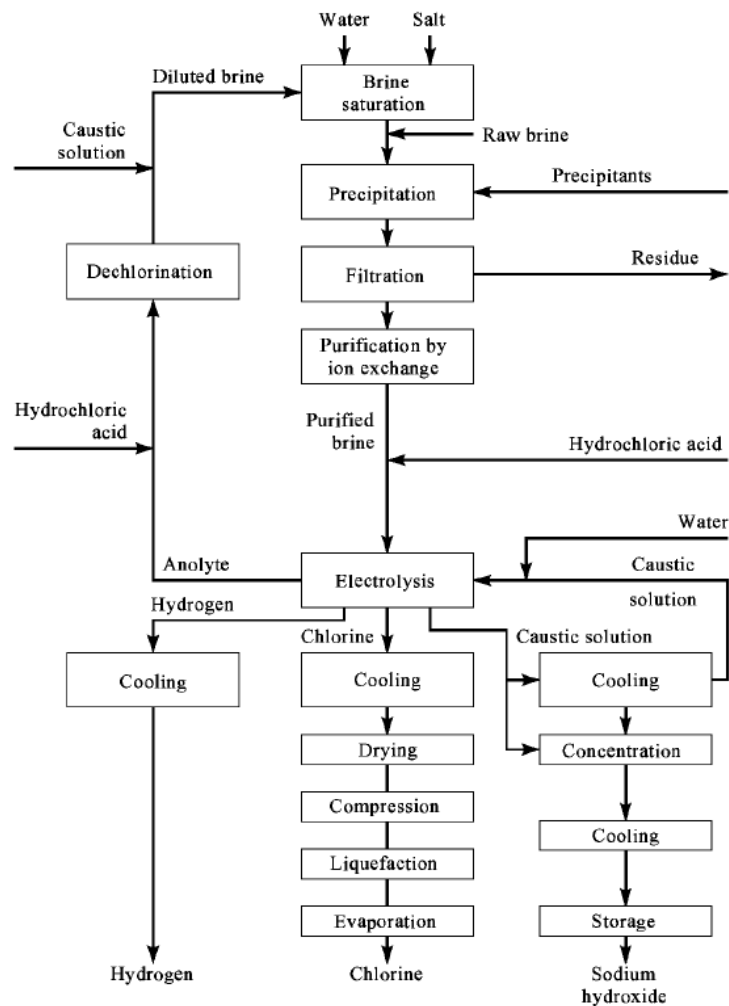 Water
Salt
Diluted brine
Brine
saturation
Caustic
solution
Raw brine
Precipitants
Precipitation
Dechlorination
Filtration
Residue
Purification by
ion exchange
Hydrochloric
acid
Purified
brine
Hydrochloric acid
Water
Anolyte
Electrolysis
Caustic
solution
Hydrogen
Chlorine
Caustic solution
Cooling
Cooling
Cooling
Drying
Concentration
Compression
Cooling
Liquefaction
Evaporation
Storage
Hydrogen
Chlorine
Sodium
hydroxide